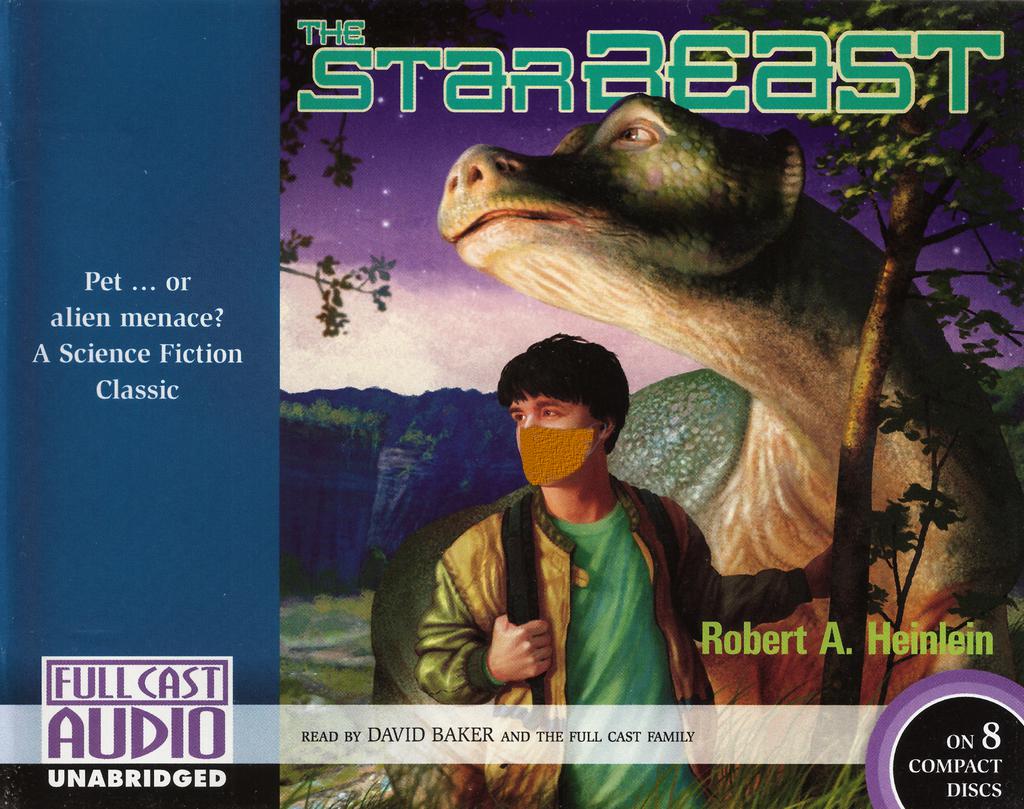 THE
STARBEAST
Pet ... or
alien menace?
A Science Fiction
Classic
Robert A. Heinlein
FULL CAST
AUDIO
UNABRIDGED
READ BY DAVID BAKER AND THE FULL CAST FAMILY
ON 8
COMPACT
DISCS